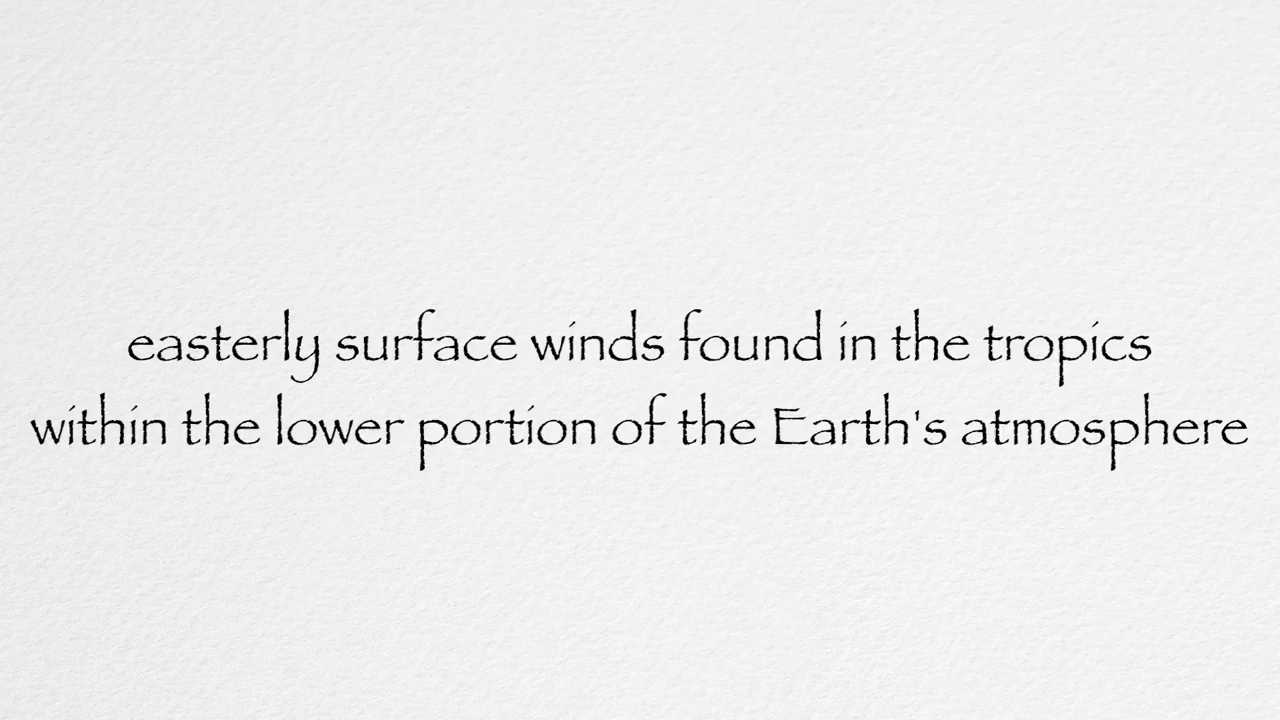 easterly surface winds found in the tropics
within the lower portion of the Earth's atmosphere